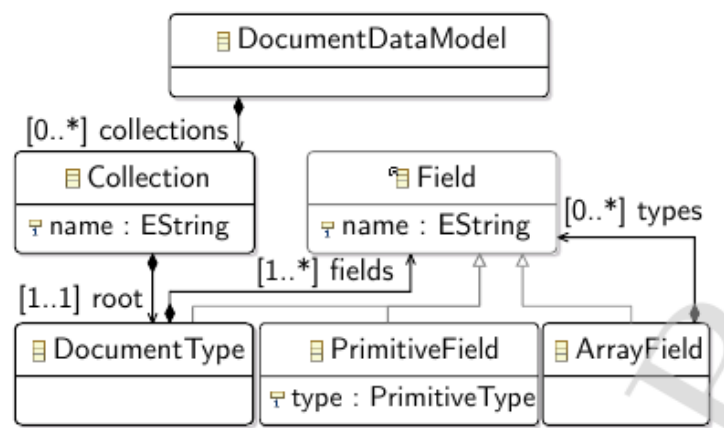 DocumentDataModel
[0..*] collections
Collection
Field
name : EString
name : EString
[0..*] types
[1..*] fields
[1..1] root
DocumentType
PrimitiveField
ArrayField
type : PrimitiveType